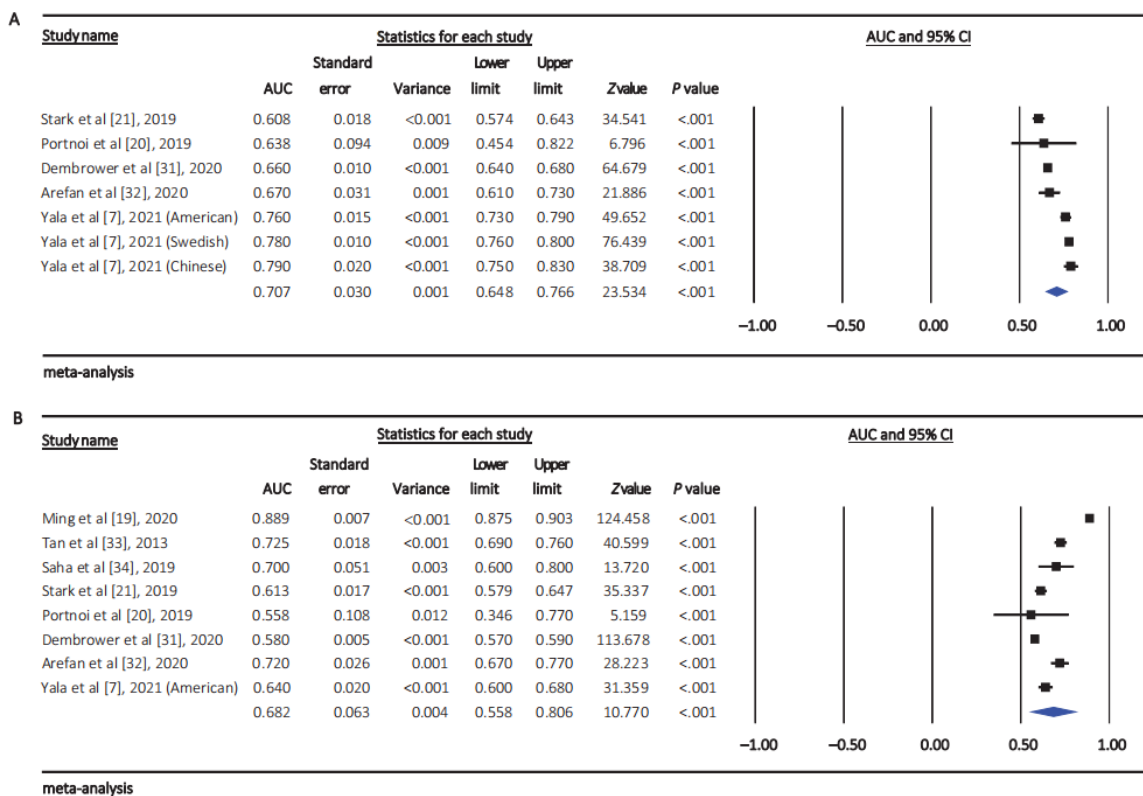 A
Study name Statistics for each study AUC and 95% CI
Standard Lower Upper
AUC error Variance limit limit Z value P value
Stark et al [21], 2019 0.608 0.018 <0.001 0.574 0.643 34.541 <.001
Portnoi et al [20], 2019 0.638 0.094 0.009 0.454 0.822 6.796 <.001
Dembrower et al [31], 2020 0.660 0.010 <0.001 0.640 0.680 64.679 <.001
Arefan et al [32], 2020 0.670 0.031 0.001 0.610 0.730 21.886 <.001
Yala et al [7], 2021 (American) 0.760 0.015 <0.001 0.730 0.790 49.652 <.001
Yala et al [7], 2021 (Swedish) 0.780 0.010 <0.001 0.760 0.800 76.439 <.001
Yala et al [7], 2021 (Chinese) 0.790 0.020 <0.001 0.750 0.830 38.709 <.001
0.707 0.030 0.001 0.648 0.766 23.534 <.001
−1.00 −0.50 0.00 0.50 1.00
meta-analysis
B
Study name Statistics for each study AUC and 95% CI
Standard Lower Upper
AUC error Variance limit limit Z value P value
Ming et al [19], 2020 0.889 0.007 <0.001 0.875 0.903 124.458 <.001
Tan et al [33], 2013 0.725 0.018 <0.001 0.690 0.760 40.599 <.001
Saha et al [34], 2019 0.700 0.051 0.003 0.600 0.800 13.720 <.001
Stark et al [21], 2019 0.613 0.017 <0.001 0.579 0.647 35.337 <.001
Portnoi et al [20], 2019 0.558 0.108 0.012 0.346 0.770 5.159 <.001
Dembrower et al [31], 2020 0.580 0.005 <0.001 0.570 0.590 113.678 <.001
Arefan et al [32], 2020 0.720 0.026 0.001 0.670 0.770 28.223 <.001
Yala et al [7], 2021 (American) 0.640 0.020 <0.001 0.600 0.680 31.359 <.001
0.682 0.063 0.004 0.558 0.806 10.770 <.001
−1.00 −0.50 0.00 0.50 1.00
meta-analysis